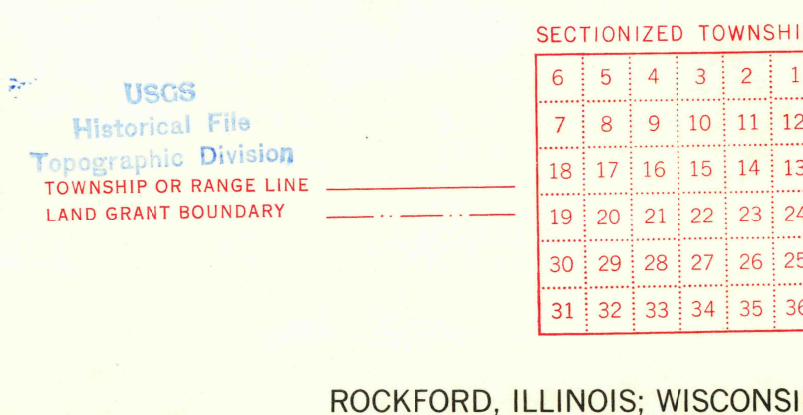 SECTIONIZED TOWNSHI
6 5 4 3 2 1
7 8 9 10 11 12
18 17 16 15 14 13
19 20 21 22 23 24
30 29 28 27 26 25
31 32 33 34 35 36
USGS
Historical File
Topographic Division
TOWNSHIP OR RANGE LINE
LAND GRANT BOUNDARY
ROCKFORD, ILLINOIS; WISCONSI